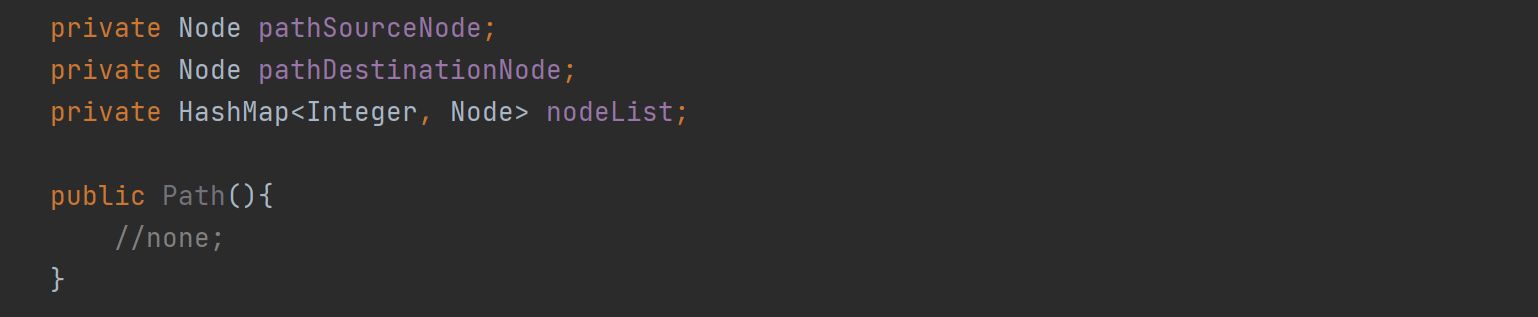 private Node pathSourceNode;
private Node pathDestinationNode;
private HashMap<Integer, Node> nodeList;
public Path(){
//none;
}